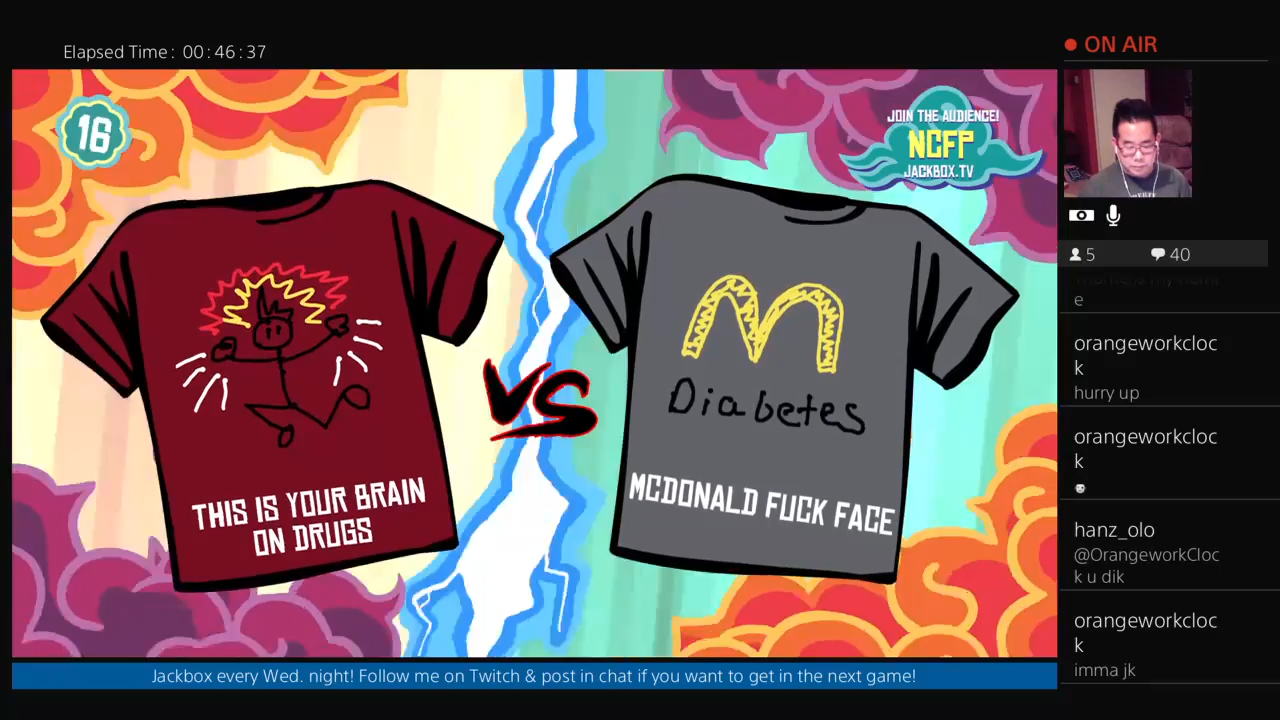 Elapsed Time: 00:46:37
ON AIR
16
JOIN THE AUDIENCE!
NCFP
JACKBOX.TV
THIS IS YOUR BRAIN
ON DRUGS
VS
M
Diabetes
MCDONALD FUCK FACE
5
40
e
orangeworkcloc
k
hurry up
orangeworkcloc
k
hanz_olo
@OrangeworkCloc
k u dik
orangeworkcloc
k
imma jk
Jackbox every Wed. night! Follow me on Twitch & post in chat if you want to get in the next game!